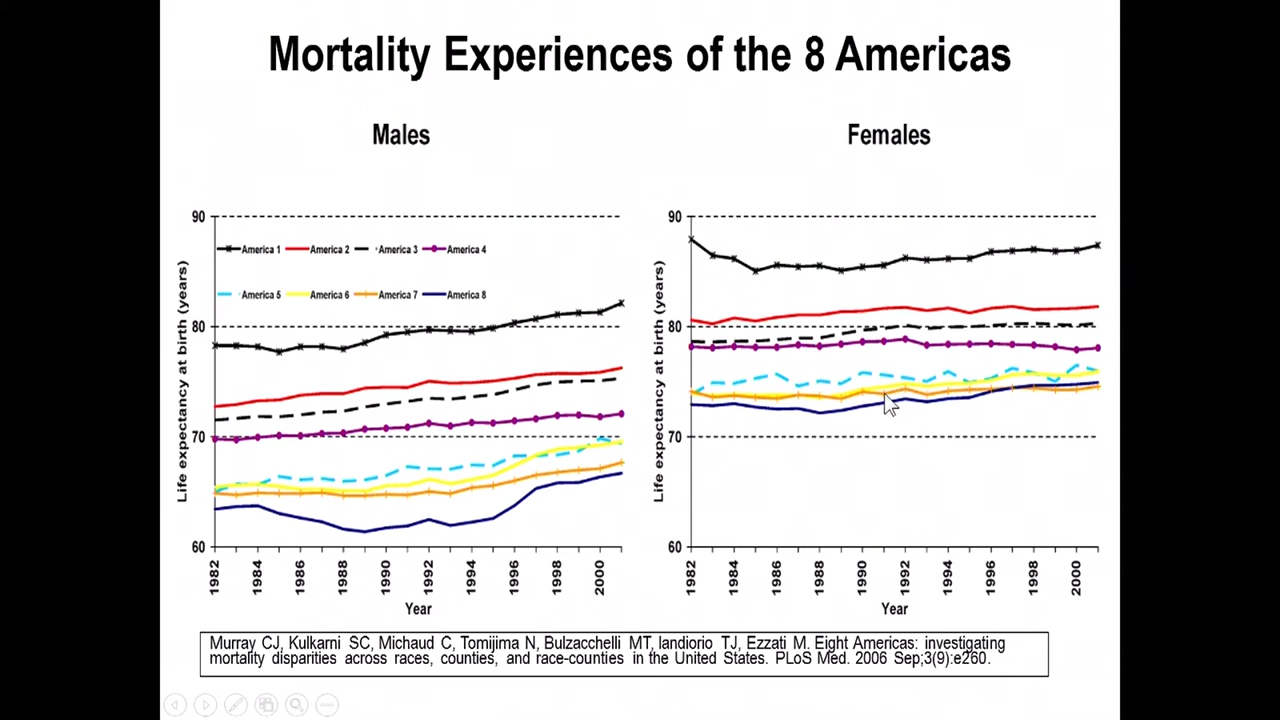 Mortality Experiences of the 8 Americas
Males
Females
Life expectancy at birth (years)
90
80
70
60
America 1 America 2 America 3 America 4
America 5 America 6 America 7 America 8
1982 1984 1986 1988 1990 1992 1994 1996 1998 2000
Year
Life expectancy at birth (years)
90
80
70
60
1982 1984 1986 1988 1990 1992 1994 1996 1998 2000
Year
Murray CJ, Kulkarni SC, Michaud C, Tomijima N, Bulzacchelli MT, Iandiorio TJ, Ezzati M. Eight Americas: investigating
mortality disparities across races, counties, and race-counties in the United States. PLoS Med. 2006 Sep;3(9):e260.